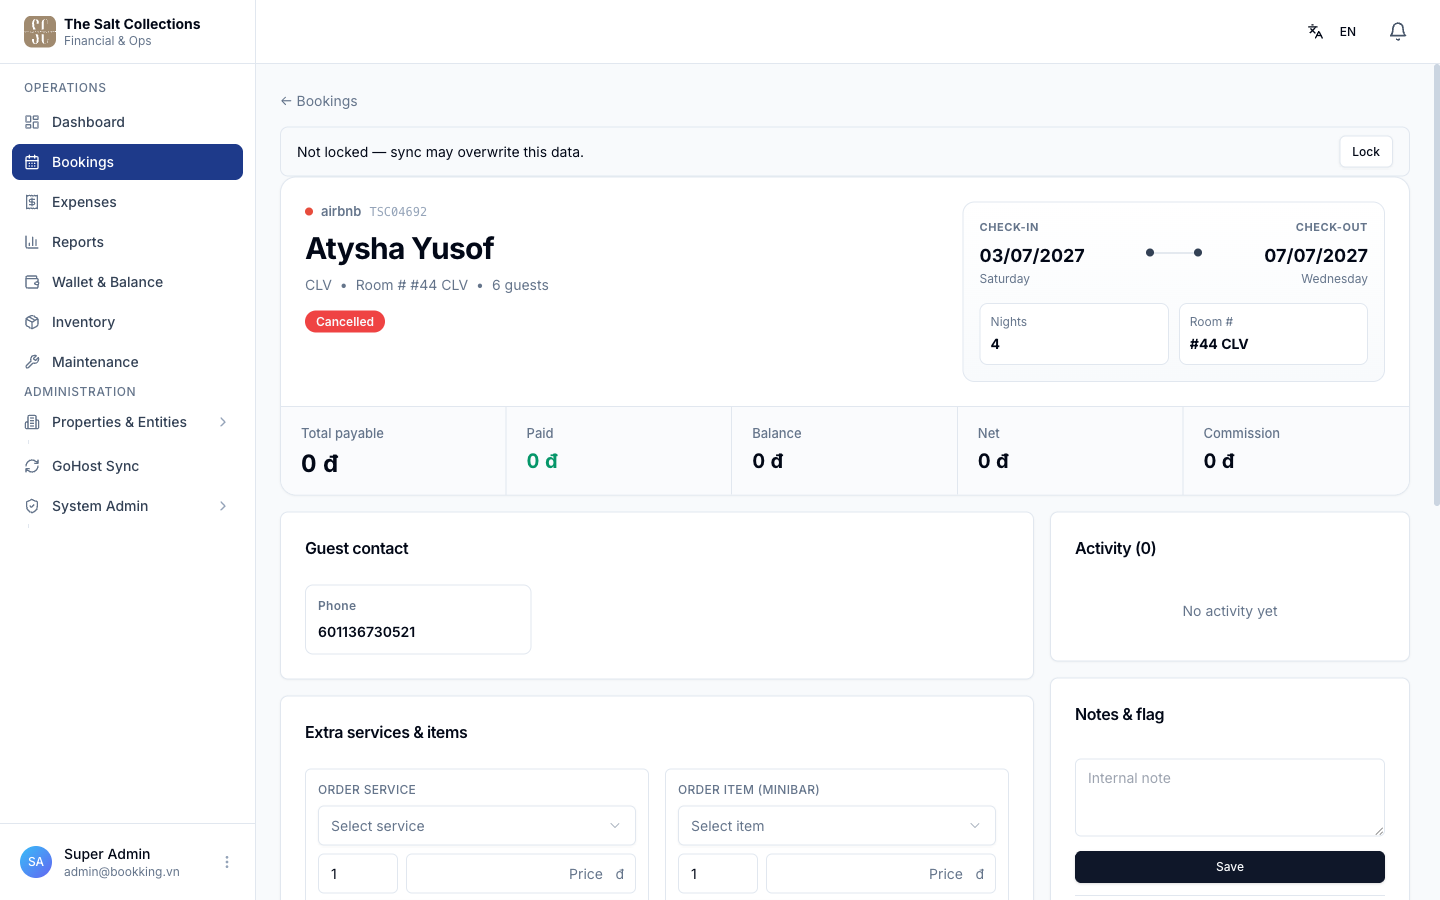 The Salt Collections
Financial & Ops
EN
OPERATIONS
Dashboard
Bookings
Expenses
Reports
Wallet & Balance
Inventory
Maintenance
ADMINISTRATION
Properties & Entities
GoHost Sync
System Admin
Super Admin
SA
admin@bookking.vn
← Bookings
Not locked — sync may overwrite this data.
Lock
airbnb TSC04692
Atysha Yusof
CLV • Room # #44 CLV • 6 guests
Cancelled
CHECK-IN
03/07/2027
Saturday
CHECK-OUT
07/07/2027
Wednesday
Nights
4
Room #
#44 CLV
Total payable
0 đ
Paid
0 đ
Balance
0 đ
Net
0 đ
Commission
0 đ
Guest contact
Phone
601136730521
Activity (0)
No activity yet
Extra services & items
ORDER SERVICE
Select service
1
Price đ
ORDER ITEM (MINIBAR)
Select item
1
Price đ
Notes & flag
Internal note
Save